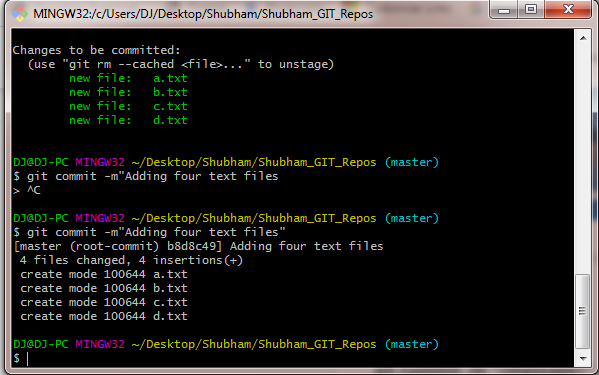 MINGW32:/c/Users/DJ/Desktop/Shubham/Shubham_GIT_Repos
Changes to be committed:
  (use "git rm --cached <file>..." to unstage)
        new file:   a.txt
        new file:   b.txt
        new file:   c.txt
        new file:   d.txt
DJ@DJ-PC MINGW32 ~/Desktop/Shubham/Shubham_GIT_Repos (master)
$ git commit -m"Adding four text files
> ^C
DJ@DJ-PC MINGW32 ~/Desktop/Shubham/Shubham_GIT_Repos (master)
$ git commit -m"Adding four text files"
[master (root-commit) b8d8c49] Adding four text files
 4 files changed, 4 insertions(+)
 create mode 100644 a.txt
 create mode 100644 b.txt
 create mode 100644 c.txt
 create mode 100644 d.txt
DJ@DJ-PC MINGW32 ~/Desktop/Shubham/Shubham_GIT_Repos (master)
$